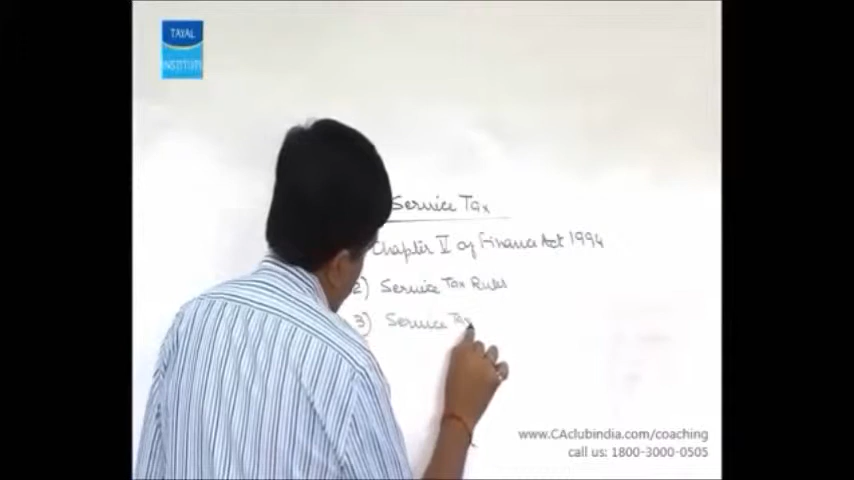 TAYAL
INSTITUTE
Service Tax
Chapter V of Finance Act 1994
2) Service Tax Rules
3) Service Tax
www.CAclubindia.com/coaching
call us: 1800-3000-0505